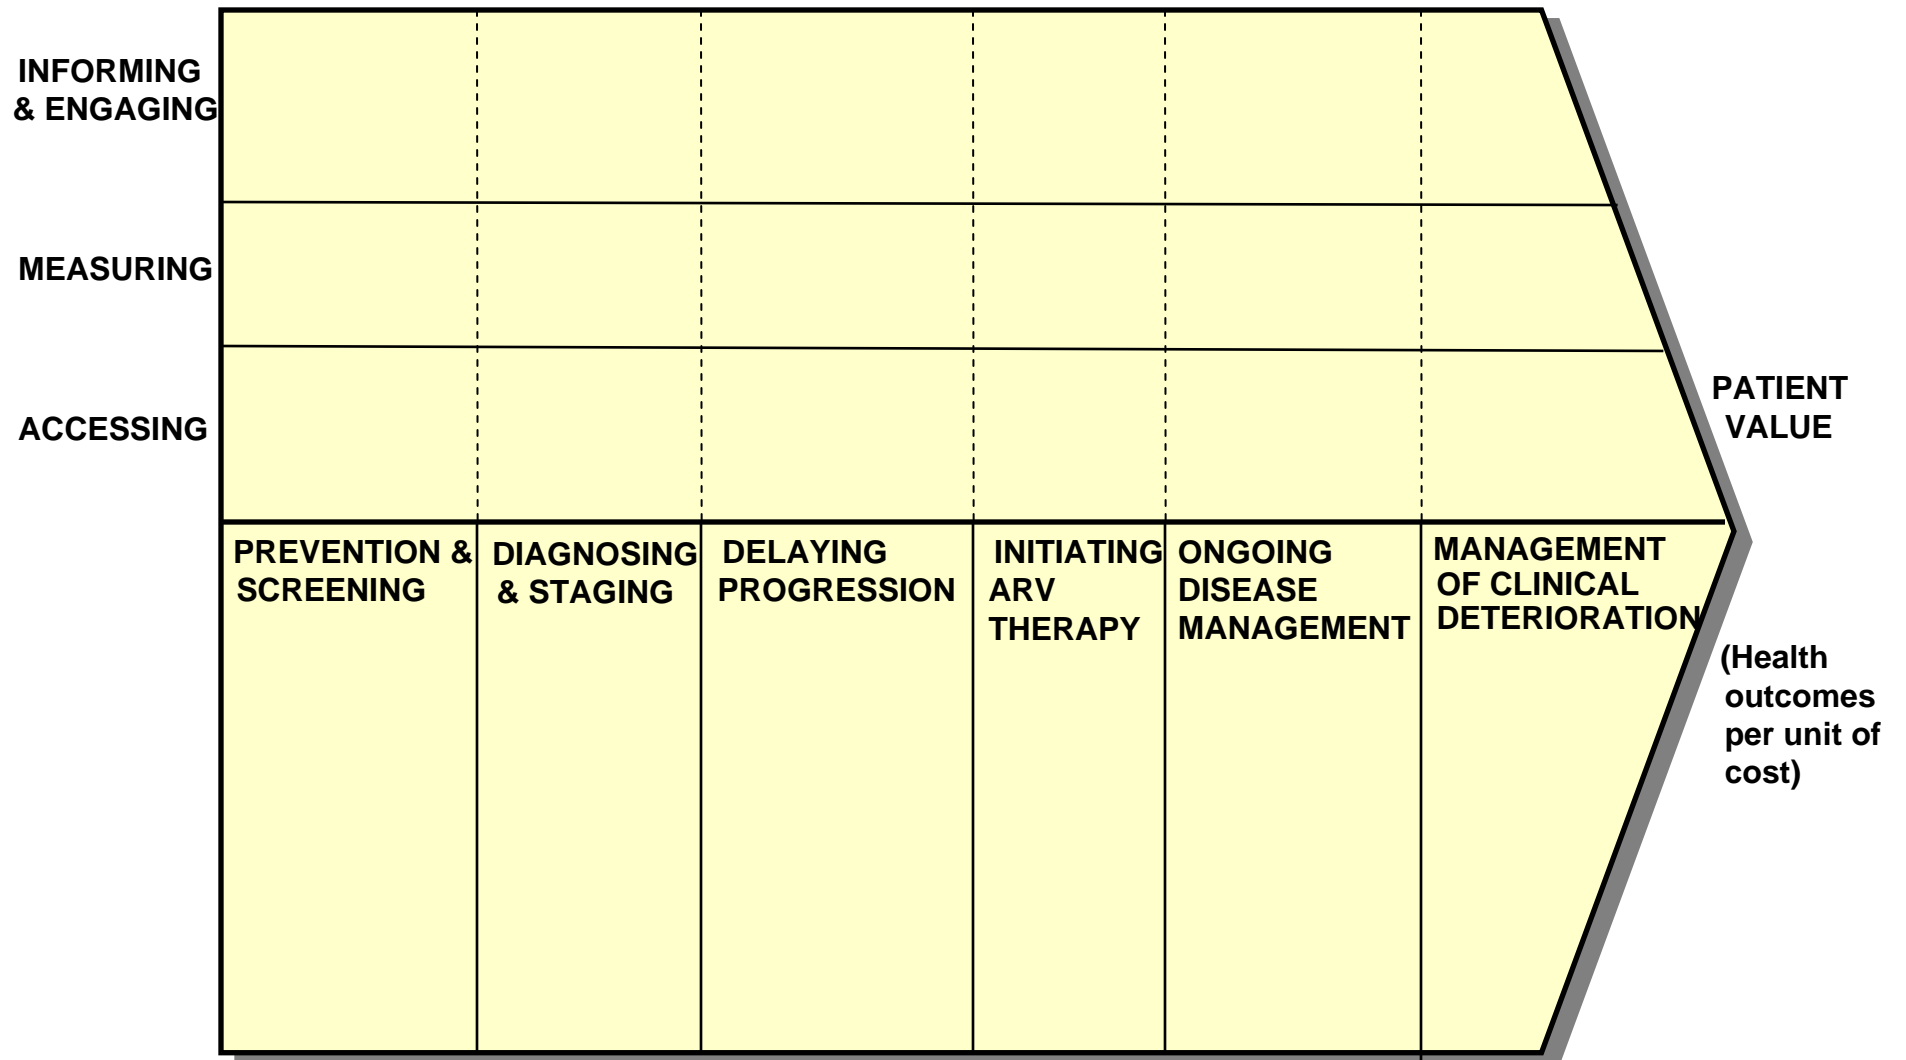 INFORMING
& ENGAGING
MEASURING
ACCESSING
PREVENTION &
SCREENING
DIAGNOSING
& STAGING
DELAYING
PROGRESSION
INITIATING
ARV
THERAPY
ONGOING
DISEASE
MANAGEMENT
MANAGEMENT
OF CLINICAL
DETERIORATION
PATIENT
VALUE
(Health
outcomes
per unit of
cost)